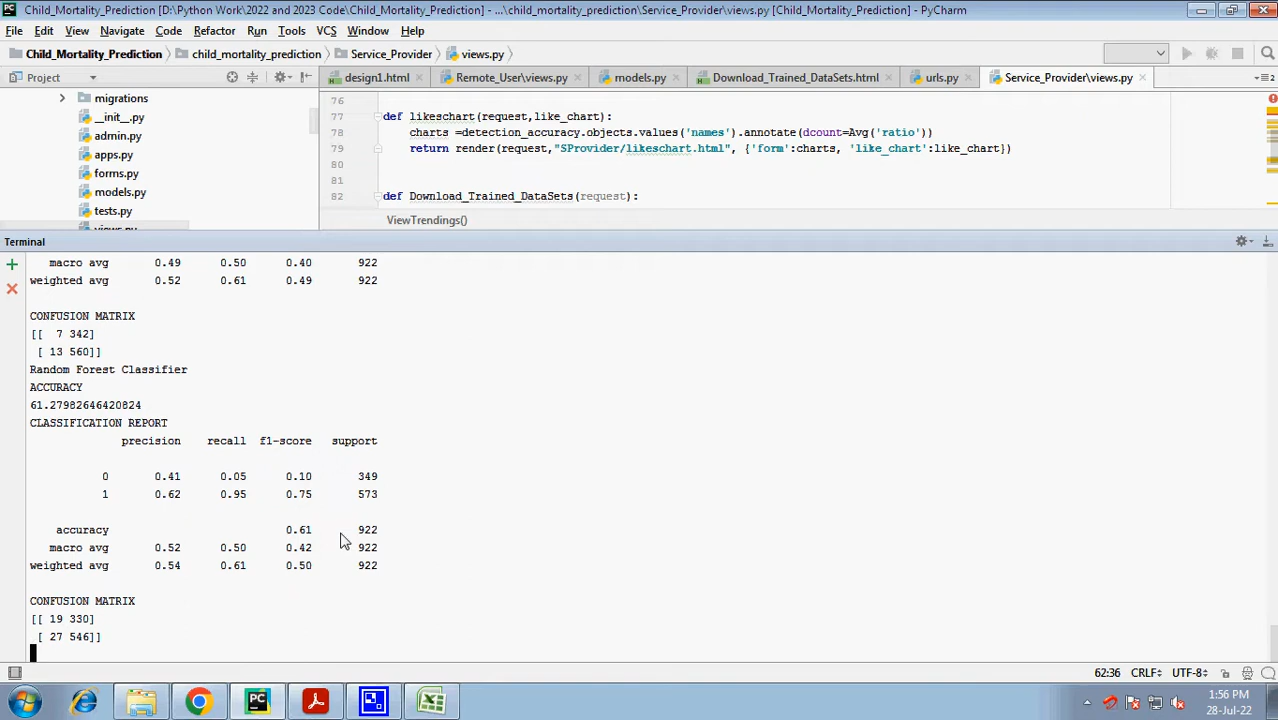 Child_Mortality_Prediction [D:\Python Work\2022 and 2023 Code\Child_Mortality_Prediction] - ...\child_mortality_prediction\Service_Provider\views.py [Child_Mortality_Prediction] - PyCharm
File Edit View Navigate Code Refactor Run Tools VCS Window Help
Child_Mortality_Prediction child_mortality_prediction Service_Provider views.py
Project design1.html Remote_User\views.py models.py Download_Trained_DataSets.html urls.py Service_Provider\views.py
migrations
__init__.py
admin.py
apps.py
forms.py
models.py
tests.py
views.py
76
77 def likeschart(request,like_chart):
78 charts =detection_accuracy.objects.values('names').annotate(dcount=Avg('ratio'))
79 return render(request,"SProvider/likeschart.html", {'form':charts, 'like_chart':like_chart})
80
81
82 def Download_Trained_DataSets(request):
ViewTrendings()
Terminal
macro avg 0.49 0.50 0.40 922
weighted avg 0.52 0.61 0.49 922
CONFUSION MATRIX
[[ 7 342]
[ 13 560]]
Random Forest Classifier
ACCURACY
61.27982646420824
CLASSIFICATION REPORT
precision recall f1-score support
0 0.41 0.05 0.10 349
1 0.62 0.95 0.75 573
accuracy 0.61 922
macro avg 0.52 0.50 0.42 922
weighted avg 0.54 0.61 0.50 922
CONFUSION MATRIX
[[ 19 330]
[ 27 546]]
62:36 CRLF÷ UTF-8÷
1:56 PM
28-Jul-22